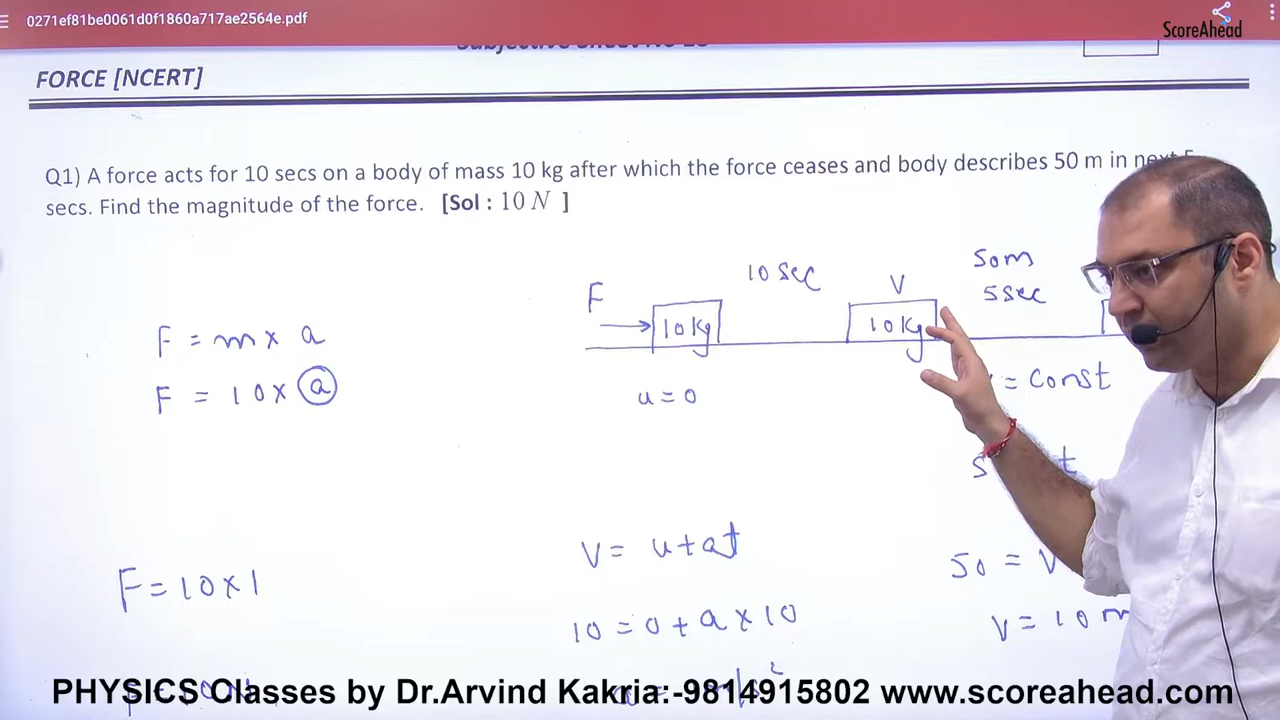 0271ef81be0061d0f1860a717ae2564e.pdf
ScoreAhead
FORCE [NCERT]
Q1) A force acts for 10 secs on a body of mass 10 kg after which the force ceases and body describes 50 m in next 5
secs. Find the magnitude of the force. [Sol : 10 N ]
F 10 sec V 50m
5sec
10kg 10kg
F = m x a
F = 10 x a
u = 0
= const
V = u + at
50 = V
F = 10 x 1
10 = 0 + a x 10
V = 10 m
PHYSICS Classes by Dr.Arvind Kakria:-9814915802 www.scoreahead.com